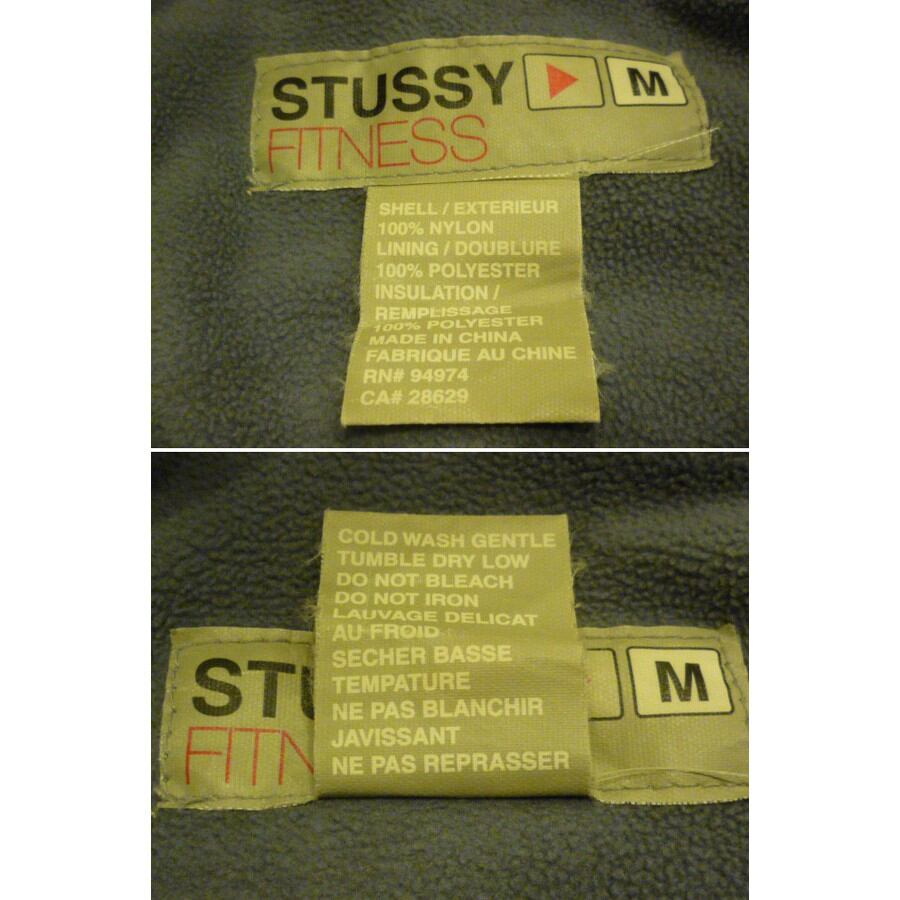 STUSSY M
FITNESS
SHELL / EXTERIEUR
100% NYLON
LINING / DOUBLURE
100% POLYESTER
INSULATION /
REMPLISSAGE
100% POLYESTER
MADE IN CHINA
FABRIQUE AU CHINE
RN# 94974
CA# 28629
COLD WASH GENTLE
TUMBLE DRY LOW
DO NOT BLEACH
DO NOT IRON
LAUVAGE DELICAT
AU FROID
SECHER BASSE
TEMPATURE
NE PAS BLANCHIR
JAVISSANT
NE PAS REPRASSER
STU M
FITN